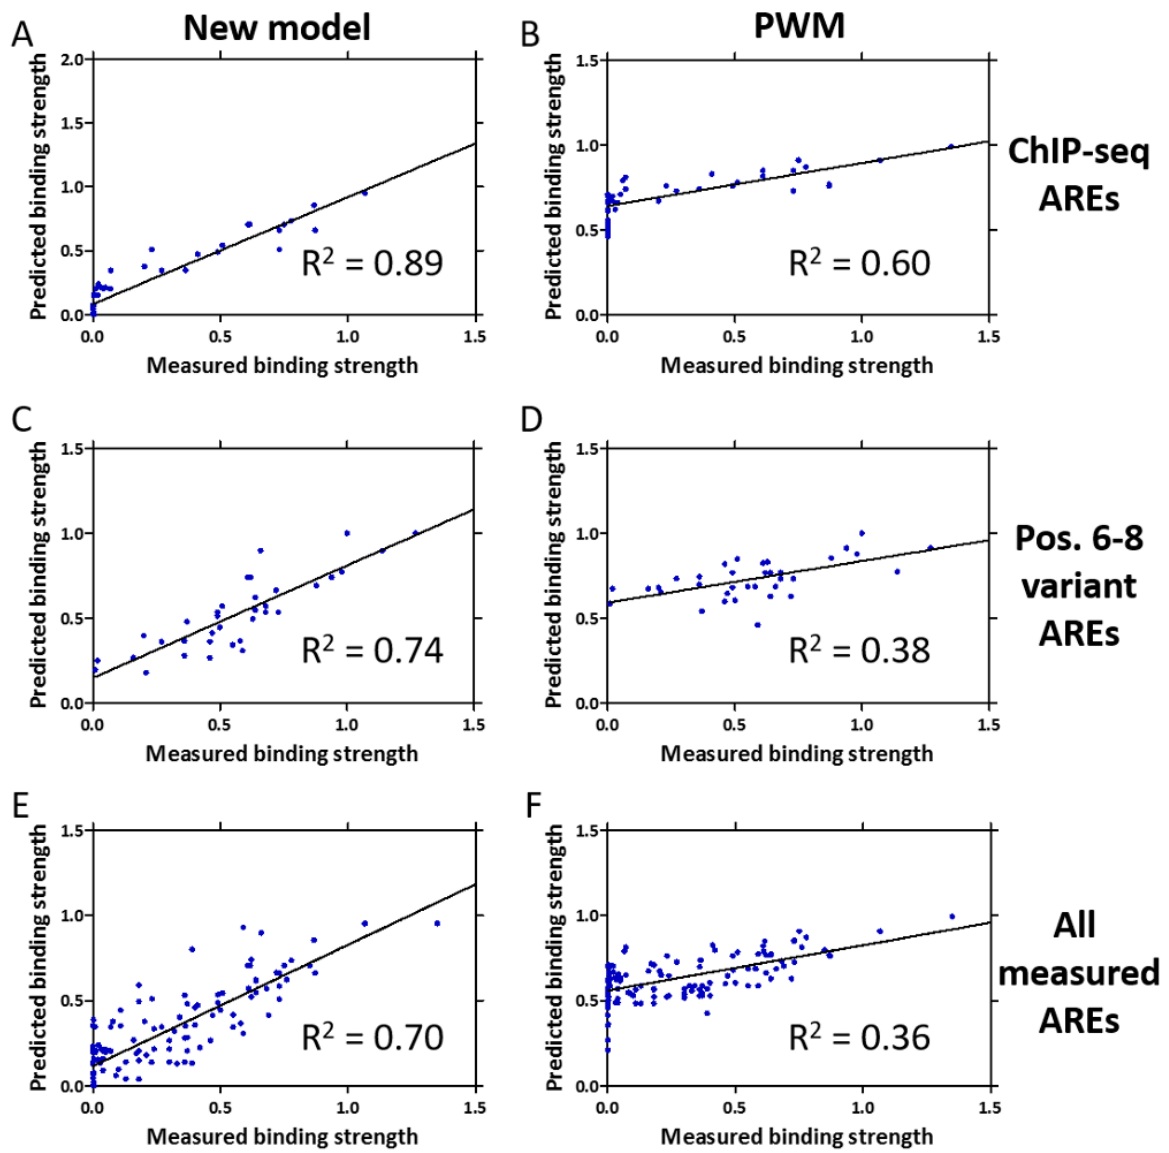 New model
PWM
A
Predicted binding strength
2.0
1.5
1.0
0.5
0.0
R² = 0.89
0.0 0.5 1.0 1.5
Measured binding strength
B
Predicted binding strength
1.5
1.0
0.5
0.0
R² = 0.60
0.0 0.5 1.0 1.5
Measured binding strength
ChIP-seq
AREs
C
Predicted binding strength
1.5
1.0
0.5
0.0
R² = 0.74
0.0 0.5 1.0 1.5
Measured binding strength
D
Predicted binding strength
1.5
1.0
0.5
0.0
R² = 0.38
0.0 0.5 1.0 1.5
Measured binding strength
Pos. 6-8
variant
AREs
E
Predicted binding strength
1.5
1.0
0.5
0.0
R² = 0.70
0.0 0.5 1.0 1.5
Measured binding strength
F
Predicted binding strength
1.5
1.0
0.5
0.0
R² = 0.36
0.0 0.5 1.0 1.5
Measured binding strength
All
measured
AREs